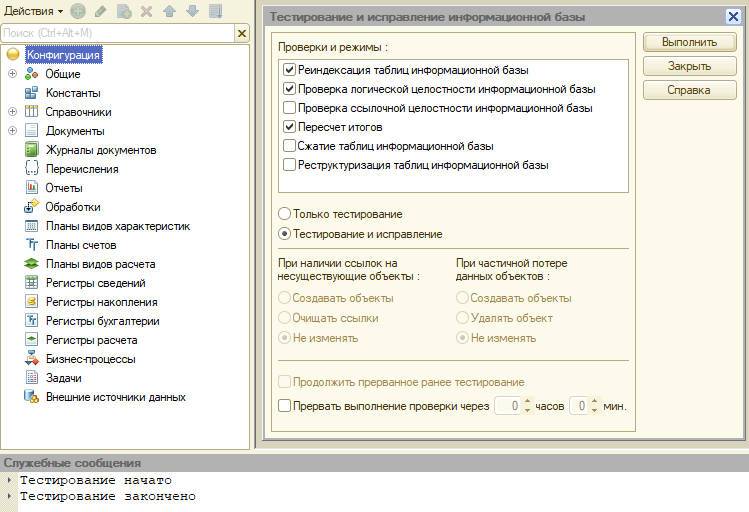 Действия
Поиск (Ctrl+Alt+M)
Конфигурация
Общие
Константы
Справочники
Документы
Журналы документов
Перечисления
Отчеты
Обработки
Планы видов характеристик
Планы счетов
Планы видов расчета
Регистры сведений
Регистры накопления
Регистры бухгалтерии
Регистры расчета
Бизнес-процессы
Задачи
Внешние источники данных
Тестирование и исправление информационной базы
Проверки и режимы :
Реиндексация таблиц информационной базы
Проверка логической целостности информационной базы
Проверка ссылочной целостности информационной базы
Пересчет итогов
Сжатие таблиц информационной базы
Реструктуризация таблиц информационной базы
Только тестирование
Тестирование и исправление
При наличии ссылок на
несуществующие объекты :
Создавать объекты
Очищать ссылки
Не изменять
При частичной потере
данных объектов :
Создавать объекты
Удалять объект
Не изменять
Продолжить прерванное ранее тестирование
Прервать выполнение проверки через 0 часов 0 мин.
Выполнить
Закрыть
Справка
Служебные сообщения
Тестирование начато
Тестирование закончено